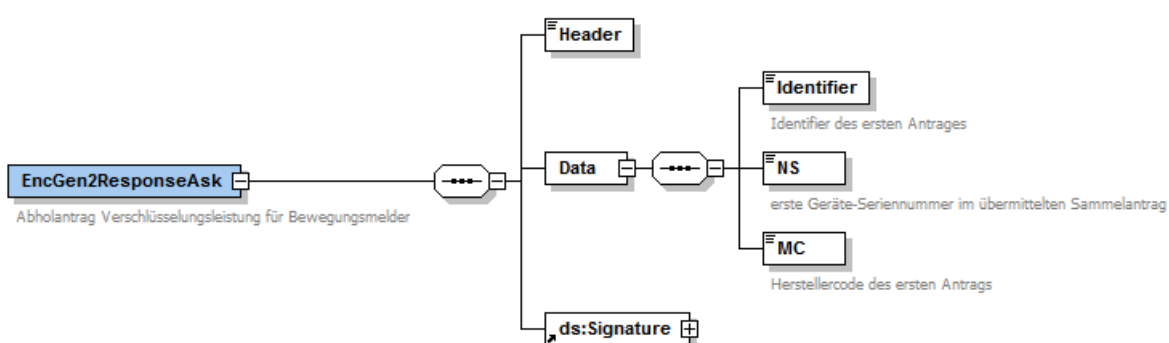 Header
Identifier
Identifier des ersten Antrages
EncGen2ResponseAsk
Data
NS
Abholantrag Verschlüsselungsleistung für Bewegungsmelder
erste Geräte-Seriennummer im übermittelten Sammelantrag
MC
Herstellercode des ersten Antrags
ds:Signature